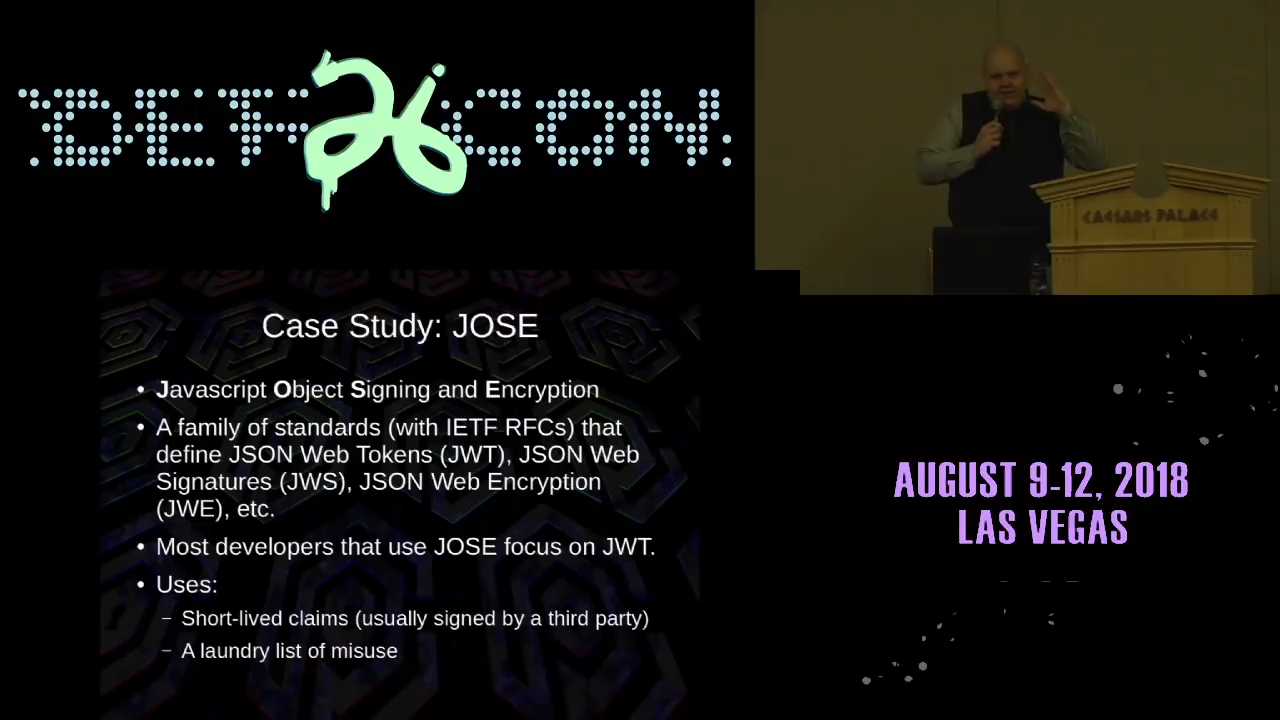 DEF 26 CON
CAESARS PALACE
Case Study: JOSE
• Javascript Object Signing and Encryption
• A family of standards (with IETF RFCs) that
define JSON Web Tokens (JWT), JSON Web
Signatures (JWS), JSON Web Encryption
(JWE), etc.
• Most developers that use JOSE focus on JWT.
• Uses:
– Short-lived claims (usually signed by a third party)
– A laundry list of misuse
AUGUST 9-12, 2018
LAS VEGAS